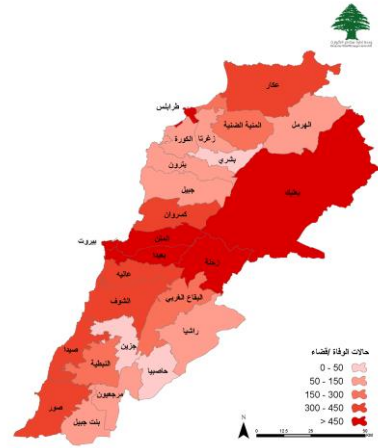 عكار
طرابلس
المنية الضنية
الهرمل
زغرتا
الكورة
بشري
بترون
بعلبك
جبيل
كسروان
المتن
بيروت
بعبدا
زحلة
عاليه
البقاع الغربي
الشوف
راشيا
جزين
صيدا
النبطية
حاصبيا
مرجعيون
صور
بنت جبيل
حالات الوفاة /قضاء
0 - 50
50 - 150
150 - 300
300 - 450
> 450
N
0 12.5 25 50